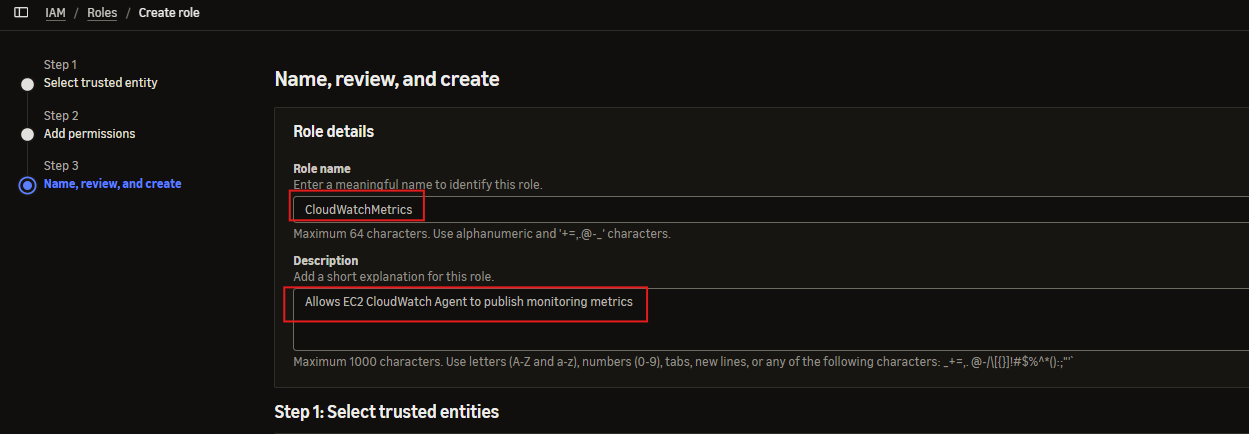 IAM / Roles / Create role
Step 1
Select trusted entity
Step 2
Add permissions
Step 3
Name, review, and create
Name, review, and create
Role details
Role name
Enter a meaningful name to identify this role.
CloudWatchMetrics
Maximum 64 characters. Use alphanumeric and '+=,.@-_' characters.
Description
Add a short explanation for this role.
Allows EC2 CloudWatch Agent to publish monitoring metrics
Maximum 1000 characters. Use letters (A-Z and a-z), numbers (0-9), tabs, new lines, or any of the following characters: _+=,. @-/\[{}]!#$%^*();:"'`
Step 1: Select trusted entities